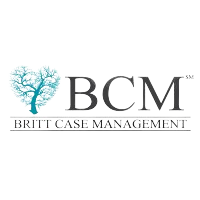 BCM℠
BRITT CASE MANAGEMENT